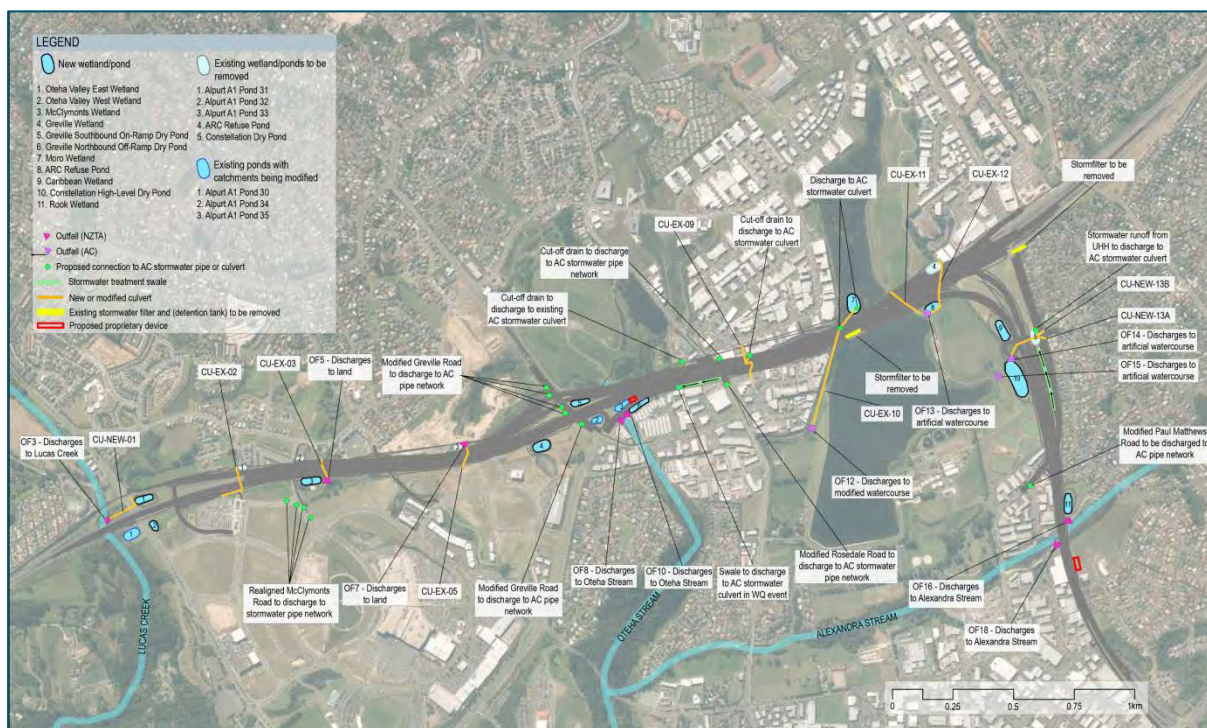 LEGEND
New wetland/pond
1. Oteha Valley East Wetland
2. Oteha Valley West Wetland
3. McClymonts Wetland
4. Greville Wetland
5. Greville Southbound On-Ramp Dry Pond
6. Greville Northbound Off-Ramp Dry Pond
7. Moro Wetland
8. ARC Refuse Pond
9. Caribbean Wetland
10. Constellation High-Level Dry Pond
11. Rook Wetland
Existing wetland/ponds to be
removed
1. Alpurt A1 Pond 31
2. Alpurt A1 Pond 32
3. Alpurt A1 Pond 33
4. ARC Refuse Pond
5. Constellation Dry Pond
Existing ponds with
catchments being modified
1. Alpurt A1 Pond 30
2. Alpurt A1 Pond 34
3. Alpurt A1 Pond 35
Outfall (NZTA)
Outfall (AC)
Proposed connection to AC stormwater pipe or culvert
Stormwater treatment swale
New or modified culvert
Existing stormwater filter and (detention tank) to be removed
Proposed proprietary device
OF3 - Discharges
to Lucas Creek
CU-NEW-01
CU-EX-02
CU-EX-03
OF5 - Discharges
to land
Modified Greville Road
to discharge to AC
pipe network
Cut-off drain to
discharge to existing
AC stormwater culvert
Cut-off drain to discharge
to AC stormwater pipe
network
CU-EX-09
Cut-off drain to
discharge to AC
stormwater culvert
Discharge to AC
stormwater culvert
CU-EX-11
CU-EX-12
Stormfilter to be
removed
Stormwater runoff from
UHH to discharge to
AC stormwater culvert
CU-NEW-13B
CU-NEW-13A
OF14 - Discharges to
artificial watercourse
OF15 - Discharges to
artificial watercourse
Modified Paul Matthews
Road to be discharged to
AC pipe network
Stormfilter to be
removed
CU-EX-10
OF13 - Discharges to
artificial watercourse
OF12 - Discharges to
modified watercourse
Realigned McClymonts
Road to discharge to
stormwater pipe network
OF7 - Discharges to
land
CU-EX-05
Modified Greville Road
to discharge to AC pipe
network
OF8 - Discharges
to Oteha Stream
OF10 - Discharges
to Oteha Stream
Swale to discharge
to AC stormwater
culvert in WQ event
Modified Rosedale Road to
discharge to AC stormwater
pipe network
OF16 - Discharges to
Alexandra Stream
OF18 - Discharges
to Alexandra Stream
LUCAS CREEK
OTEHA STREAM
ALEXANDRA STREAM
0 0.25 0.5 0.75 1km
1
2
3
4
5
7
8
9
10
11